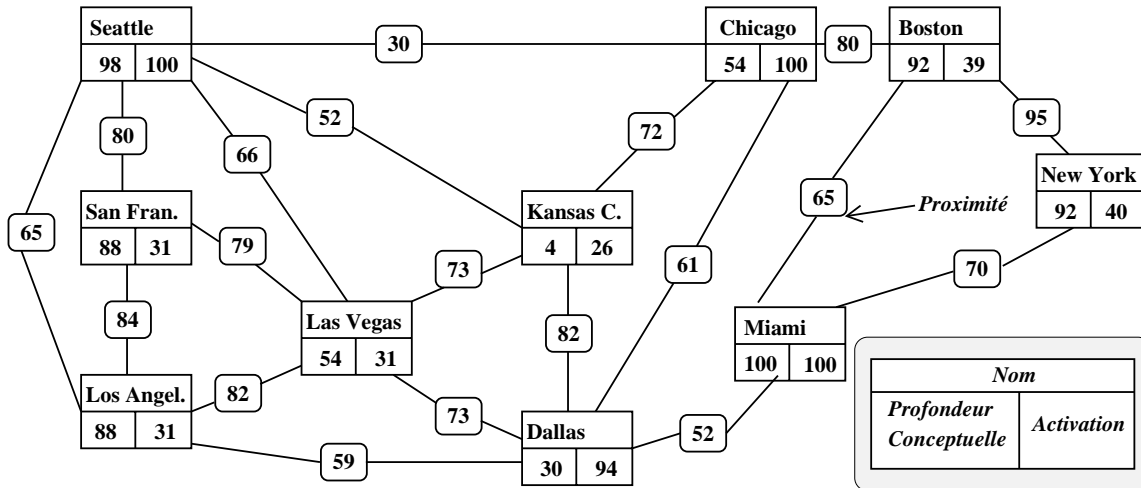 Seattle
98 100
30
Chicago
54 100
80
Boston
92 39
52
72
95
80
66
New York
92 40
San Fran.
88 31
65
79
Kansas C.
4 26
65
Proximité
61
73
70
84
Las Vegas
54 31
82
Miami
100 100
Los Angel.
88 31
82
73
Dallas
30 94
52
59
Nom
Profondeur
Conceptuelle
Activation